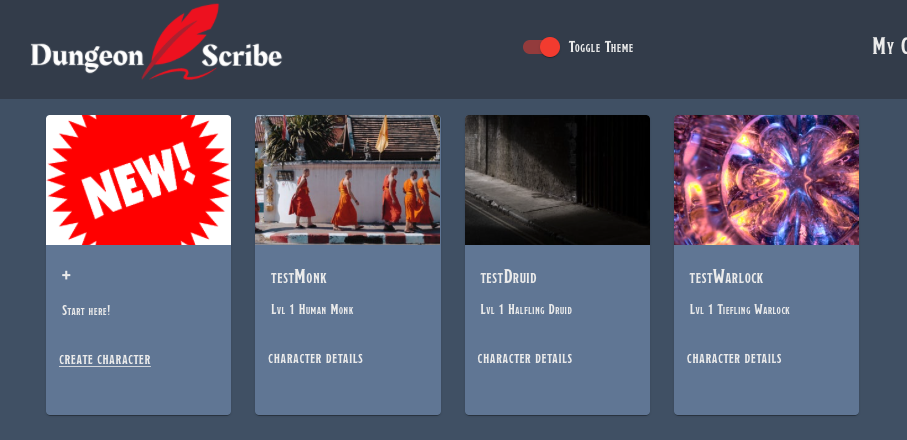 Dungeon Scribe
Toggle Theme
My
NEW!
+
Start here!
CREATE CHARACTER
testMonk
Lvl 1 Human Monk
CHARACTER DETAILS
testDruid
Lvl 1 Halfling Druid
CHARACTER DETAILS
testWarlock
Lvl 1 Tiefling Warlock
CHARACTER DETAILS